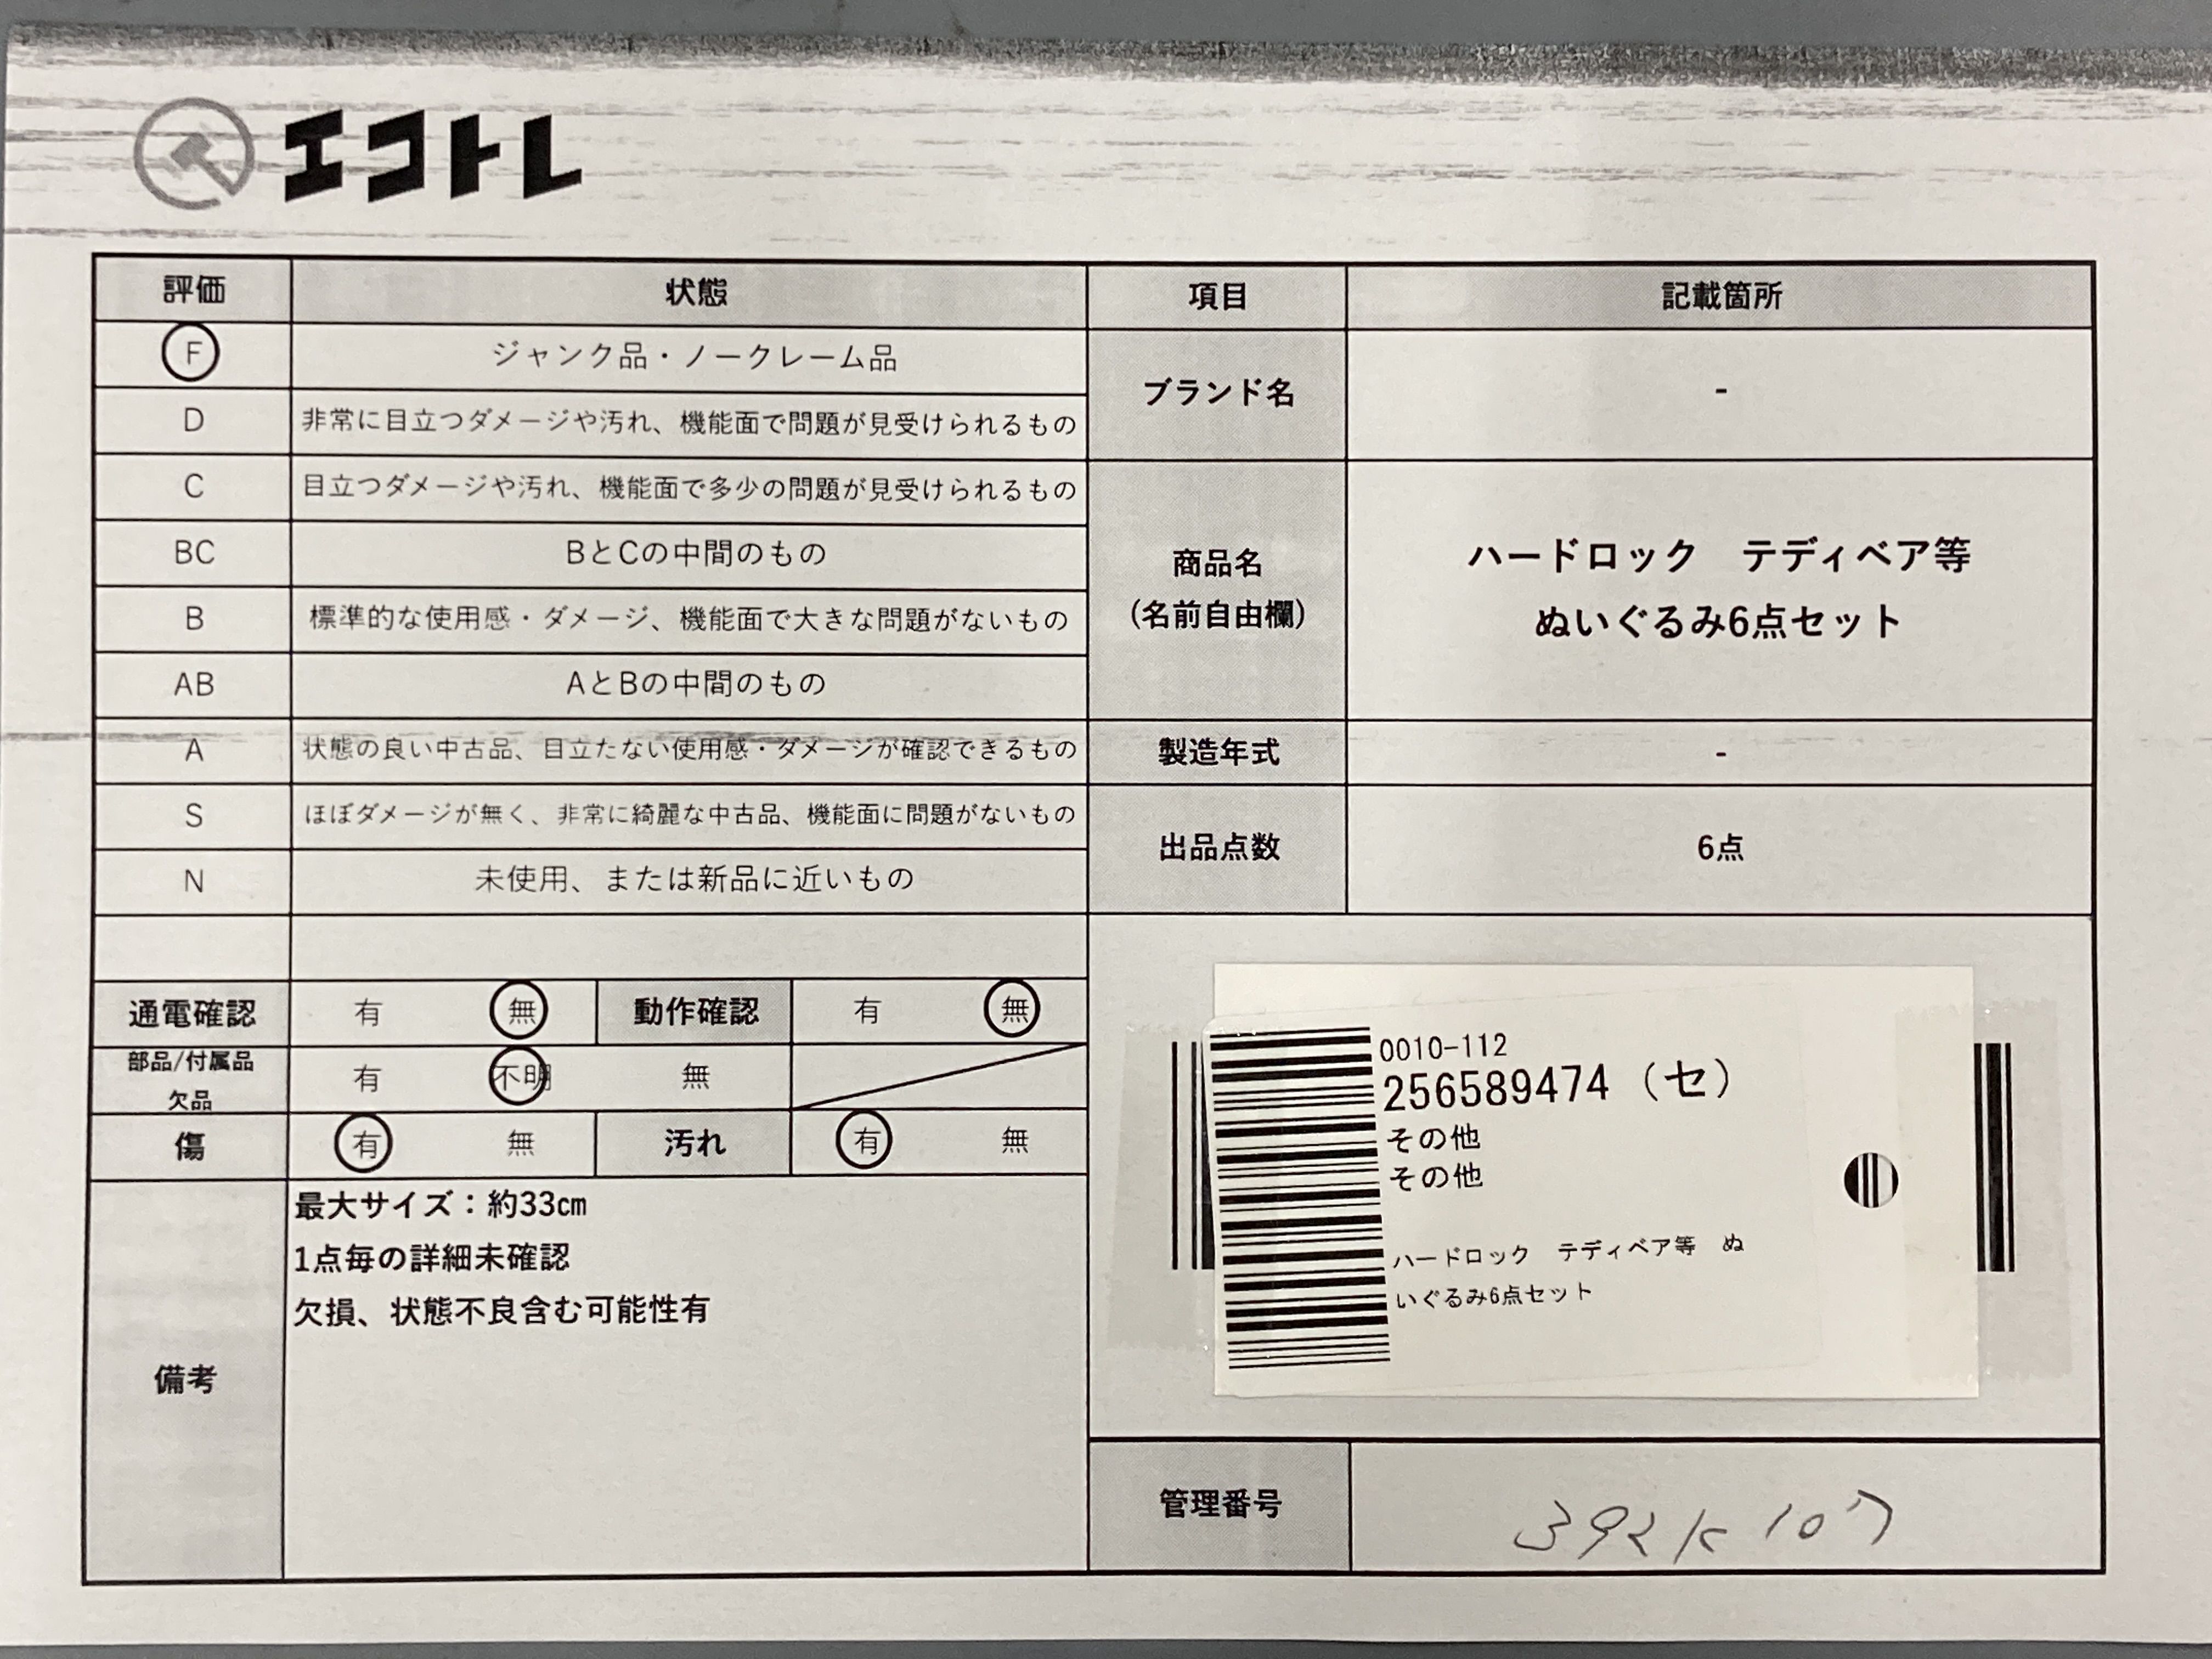 エコトレ
評価 状態 項目 記載箇所
F ジャンク品・ノークレーム品
ブランド名 -
D 非常に目立つダメージや汚れ、機能面で問題が見受けられるもの
C 目立つダメージや汚れ、機能面で多少の問題が見受けられるもの
BC BとCの中間のもの
商品名
(名前自由欄)
ハードロック　テディベア等
ぬいぐるみ6点セット
B 標準的な使用感・ダメージ、機能面で大きな問題がないもの
AB AとBの中間のもの
A 状態の良い中古品、目立たない使用感・ダメージが確認できるもの
製造年式 -
S ほぼダメージが無く、非常に綺麗な中古品、機能面に問題がないもの
出品点数 6点
N 未使用、または新品に近いもの
通電確認 有 無 動作確認 有 無
部品/付属品
欠品
有 不明 無
傷 有 無 汚れ 有 無
備考
最大サイズ：約33㎝
1点毎の詳細未確認
欠損、状態不良含む可能性有
0010-112
256589474（セ）
その他
その他
ハードロック　テディベア等　ぬ
いぐるみ6点セット
管理番号 392K107